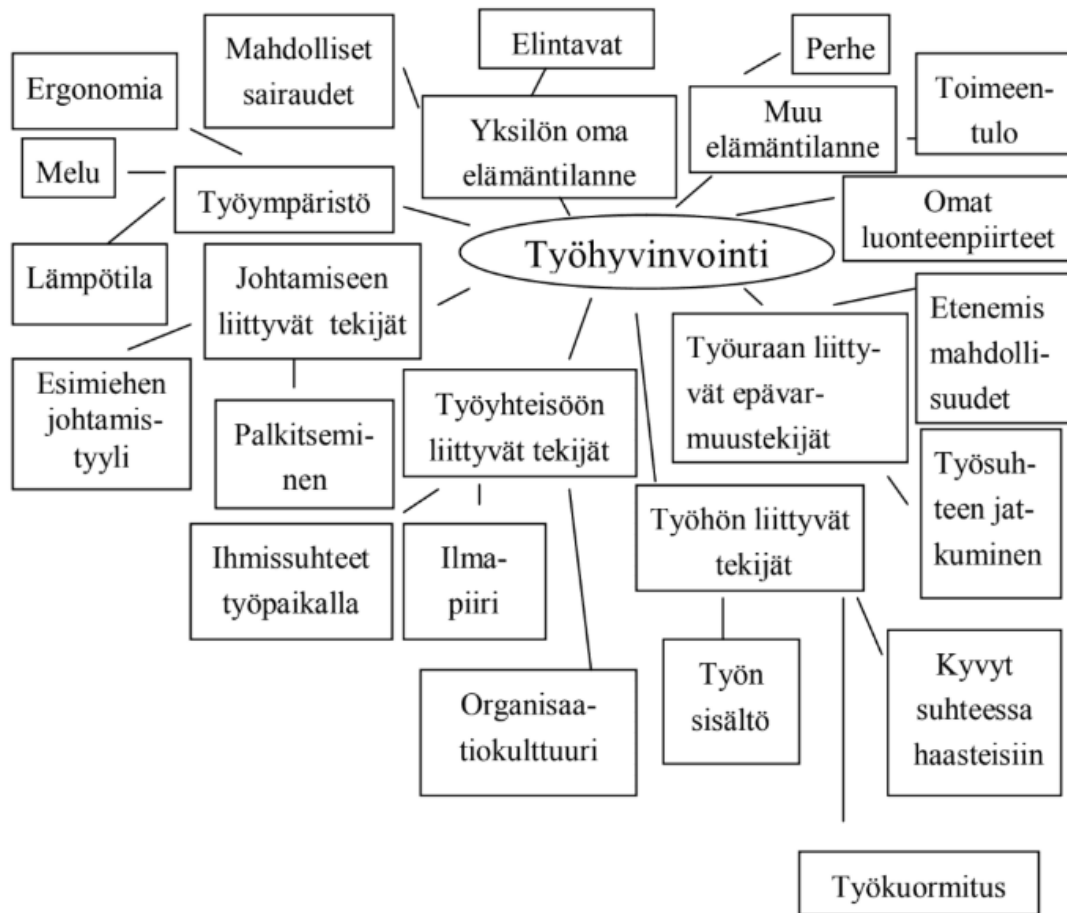 Mahdolliset
sairaudet
Elintavat
Perhe
Ergonomia
Toimeen-
tulo
Yksilön oma
elämäntilanne
Muu
elämäntilanne
Melu
Työympäristö
Omat
luonteenpiirteet
Työhyvinvointi
Lämpötila
Johtamiseen
liittyvät tekijät
Etenemis
mahdolli-
suudet
Työuraan liitty-
vät epävar-
muustekijät
Esimiehen
johtamis-
tyyli
Palkitsemi-
nen
Työyhteisöön
liittyvät tekijät
Työsuh-
teen jat-
kuminen
Työhön liittyvät
tekijät
Ihmissuhteet
työpaikalla
Ilma-
piiri
Organisaa-
tiokulttuuri
Työn
sisältö
Kyvyt
suhteessa
haasteisiin
Työkuormitus